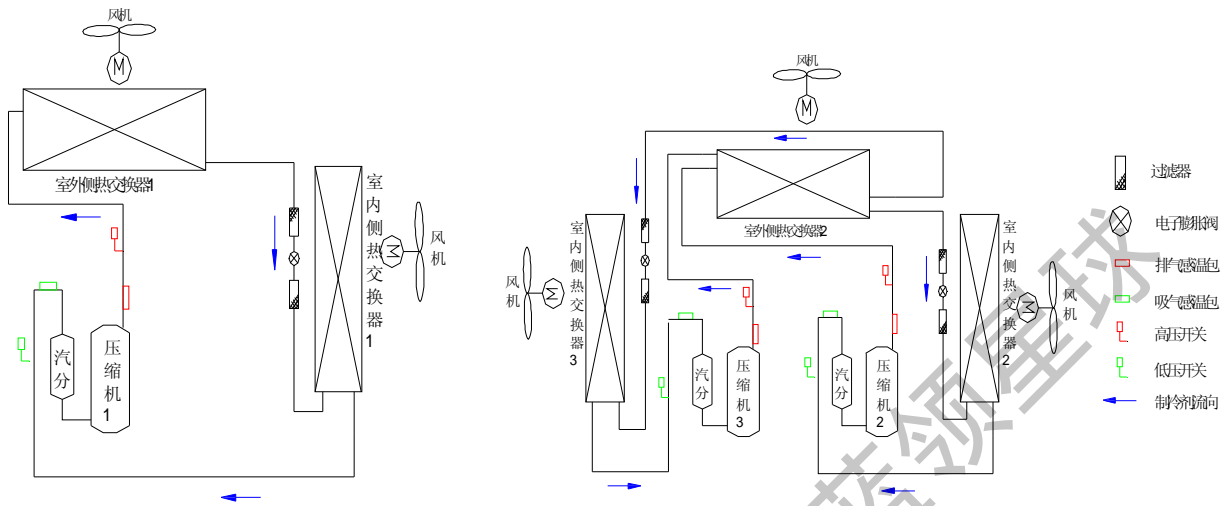 风机
M
室外侧热交换器1
室内侧热交换器1
M
风机
汽分
压缩机1
风机
M
室外侧热交换器2
风机
M
室内侧热交换器3
汽分
压缩机3
汽分
压缩机2
室内侧热交换器2
M
风机
过滤器
电子膨胀阀
排气感温包
吸气感温包
高压开关
低压开关
制冷剂流向
蓝领星球